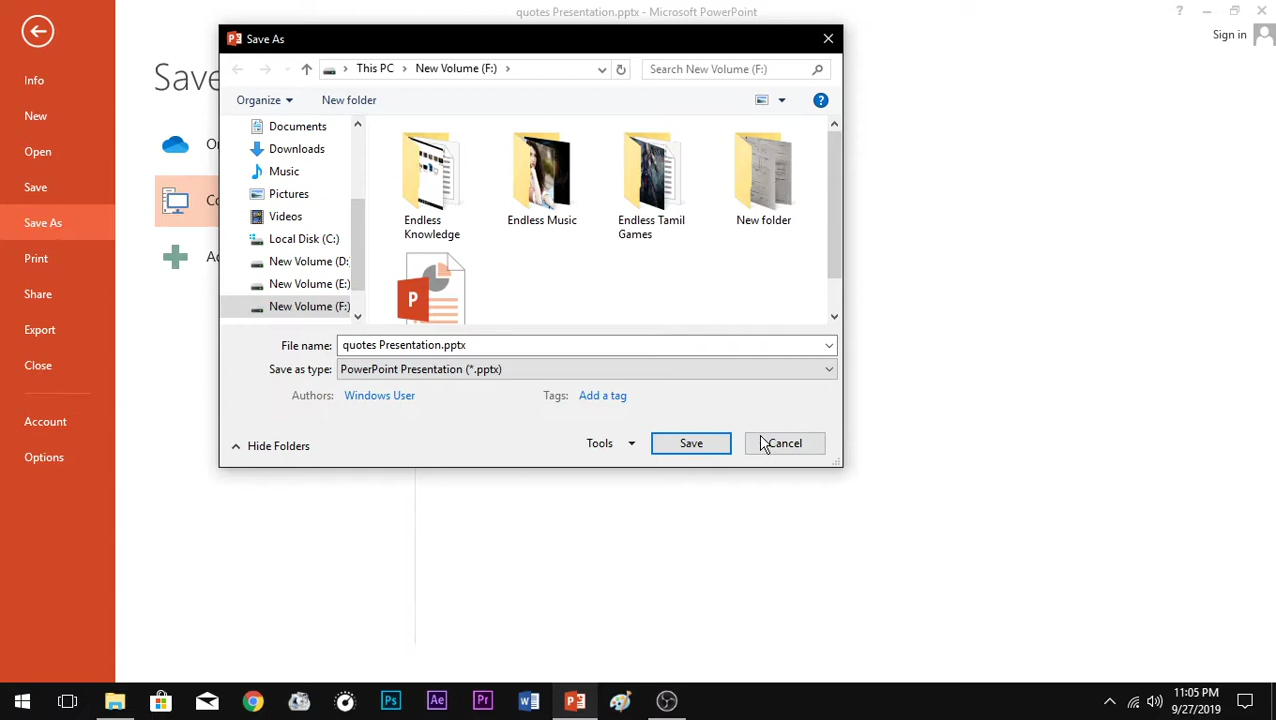 quotes Presentation.pptx - Microsoft PowerPoint
?
Sign in
Info
New
Open
Save
Save As
Print
Share
Export
Close
Account
Options
Save As
This PC
New Volume (F:)
Search New Volume (F:)
Organize
New folder
?
Documents
Downloads
Music
Pictures
Videos
Local Disk (C:)
New Volume (D:
New Volume (E:)
New Volume (F:)
Endless
Knowledge
Endless Music
Endless Tamil
Games
New folder
P
File name: quotes Presentation.pptx
Save as type: PowerPoint Presentation (*.pptx)
Authors: Windows User
Tags: Add a tag
Hide Folders
Tools
Save
Cancel
Ps
Ae
Pr
11:05 PM
9/27/2019